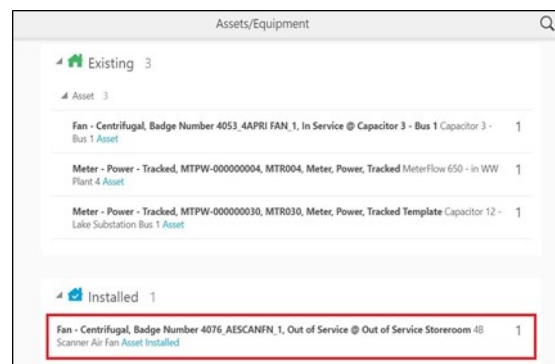 Assets/Equipment
Existing 3
Asset 3
Fan - Centrifugal, Badge Number 4053_4APRI FAN_1, In Service @ Capacitor 3 - Bus 1 Capacitor 3 - 1
Bus 1 Asset
Meter - Power - Tracked, MTPW-000000004, MTR004, Meter, Power, Tracked MeterFlow 650 - in WW 1
Plant 4 Asset
Meter - Power - Tracked, MTPW-000000030, MTR030, Meter, Power, Tracked Template Capacitor 12 - 1
Lake Substation Bus 1 Asset
Installed 1
Fan - Centrifugal, Badge Number 4076_AESCANFN_1, Out of Service @ Out of Service Storeroom 4B 1
Scanner Air Fan Asset Installed